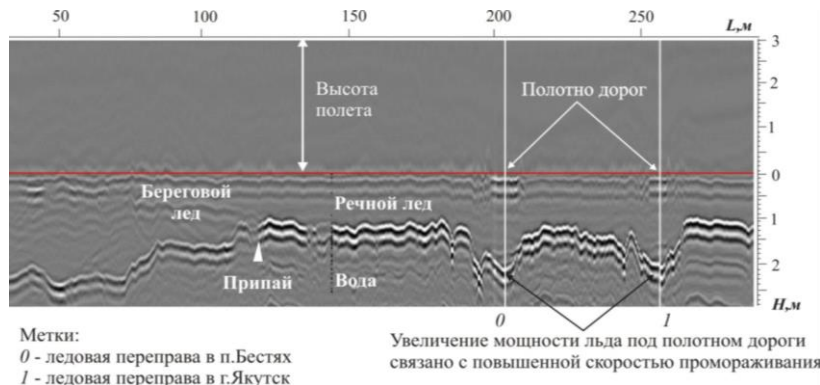 50 100 150 200 250 L,м
3
2
1
0
1
2
H,м
Высота
полета
Полотно дорог
Береговой
лед
Речной лед
Припай
Вода
0 1
Метки:
0 - ледовая переправа в п.Бестях
1 - ледовая переправа в г.Якутск
Увеличение мощности льда под полотном дороги
связано с повышенной скоростью промораживания